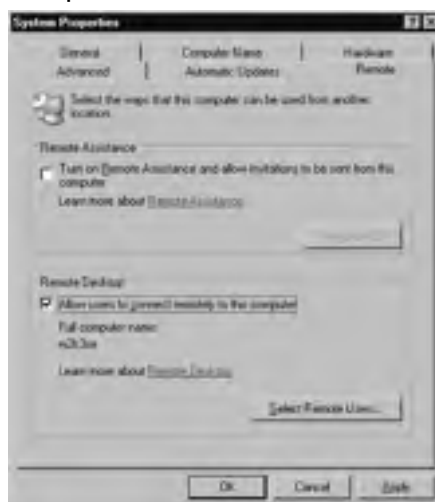 System Properties
General Computer Name Hardware
Advanced Automatic Updates Remote
Select the ways that this computer can be used from another
location.
Remote Assistance
Turn on Remote Assistance and allow invitations to be sent from this
computer
Learn more about Remote Assistance.
Remote Desktop
Allow users to connect remotely to this computer
Full computer name:
Learn more about Remote Desktop.
Select Remote Users...
OK Cancel Apply